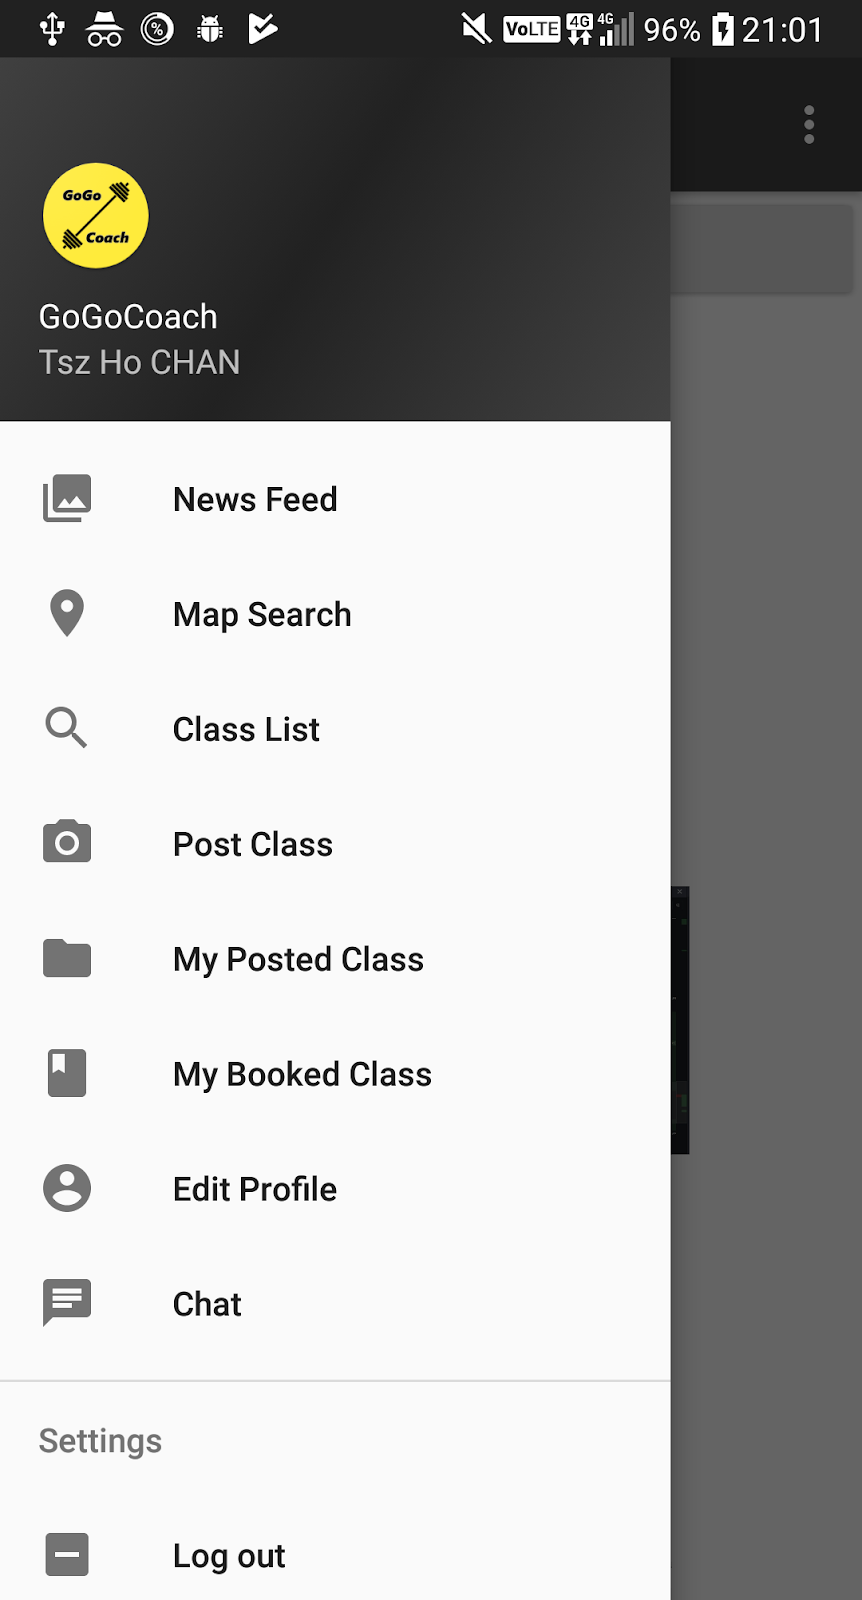 VoLTE 4G 4G 96% 21:01
GoGo
Coach
GoGoCoach
Tsz Ho CHAN
News Feed
Map Search
Class List
Post Class
My Posted Class
My Booked Class
Edit Profile
Chat
Settings
Log out